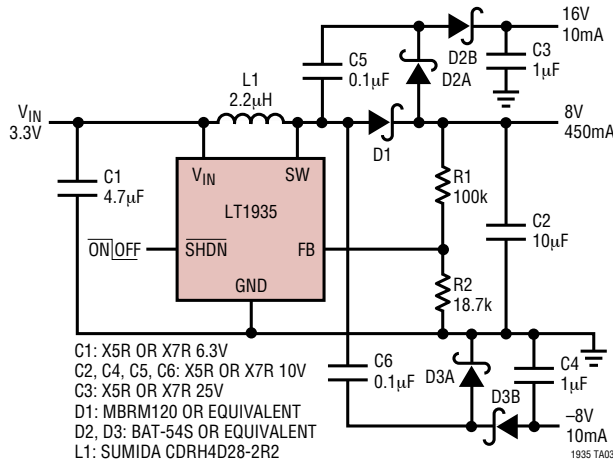 16V
10mA
D2B
C3
1µF
C5
0.1µF
D2A
L1
2.2µH
VIN
3.3V
8V
450mA
D1
C1
4.7µF
VIN
SW
LT1935
R1
100k
C2
10µF
ON OFF
SHDN
FB
GND
R2
18.7k
C1: X5R OR X7R 6.3V
C2, C4, C5, C6: X5R OR X7R 10V
C3: X5R OR X7R 25V
D1: MBRM120 OR EQUIVALENT
D2, D3: BAT-54S OR EQUIVALENT
L1: SUMIDA CDRH4D28-2R2
C6
0.1µF
D3A
D3B
C4
1µF
–8V
10mA
1935 TA03